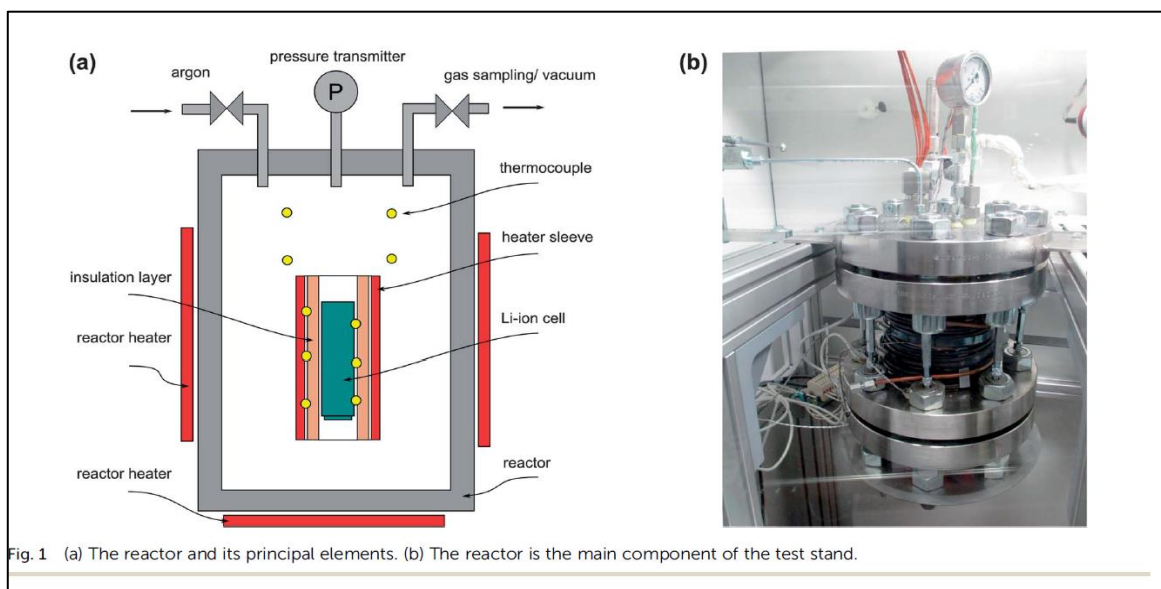 (a)
pressure transmitter
P
argon
gas sampling/ vacuum
thermocouple
heater sleeve
insulation layer
Li-ion cell
reactor heater
reactor heater
reactor
(b)
Fig. 1 (a) The reactor and its principal elements. (b) The reactor is the main component of the test stand.